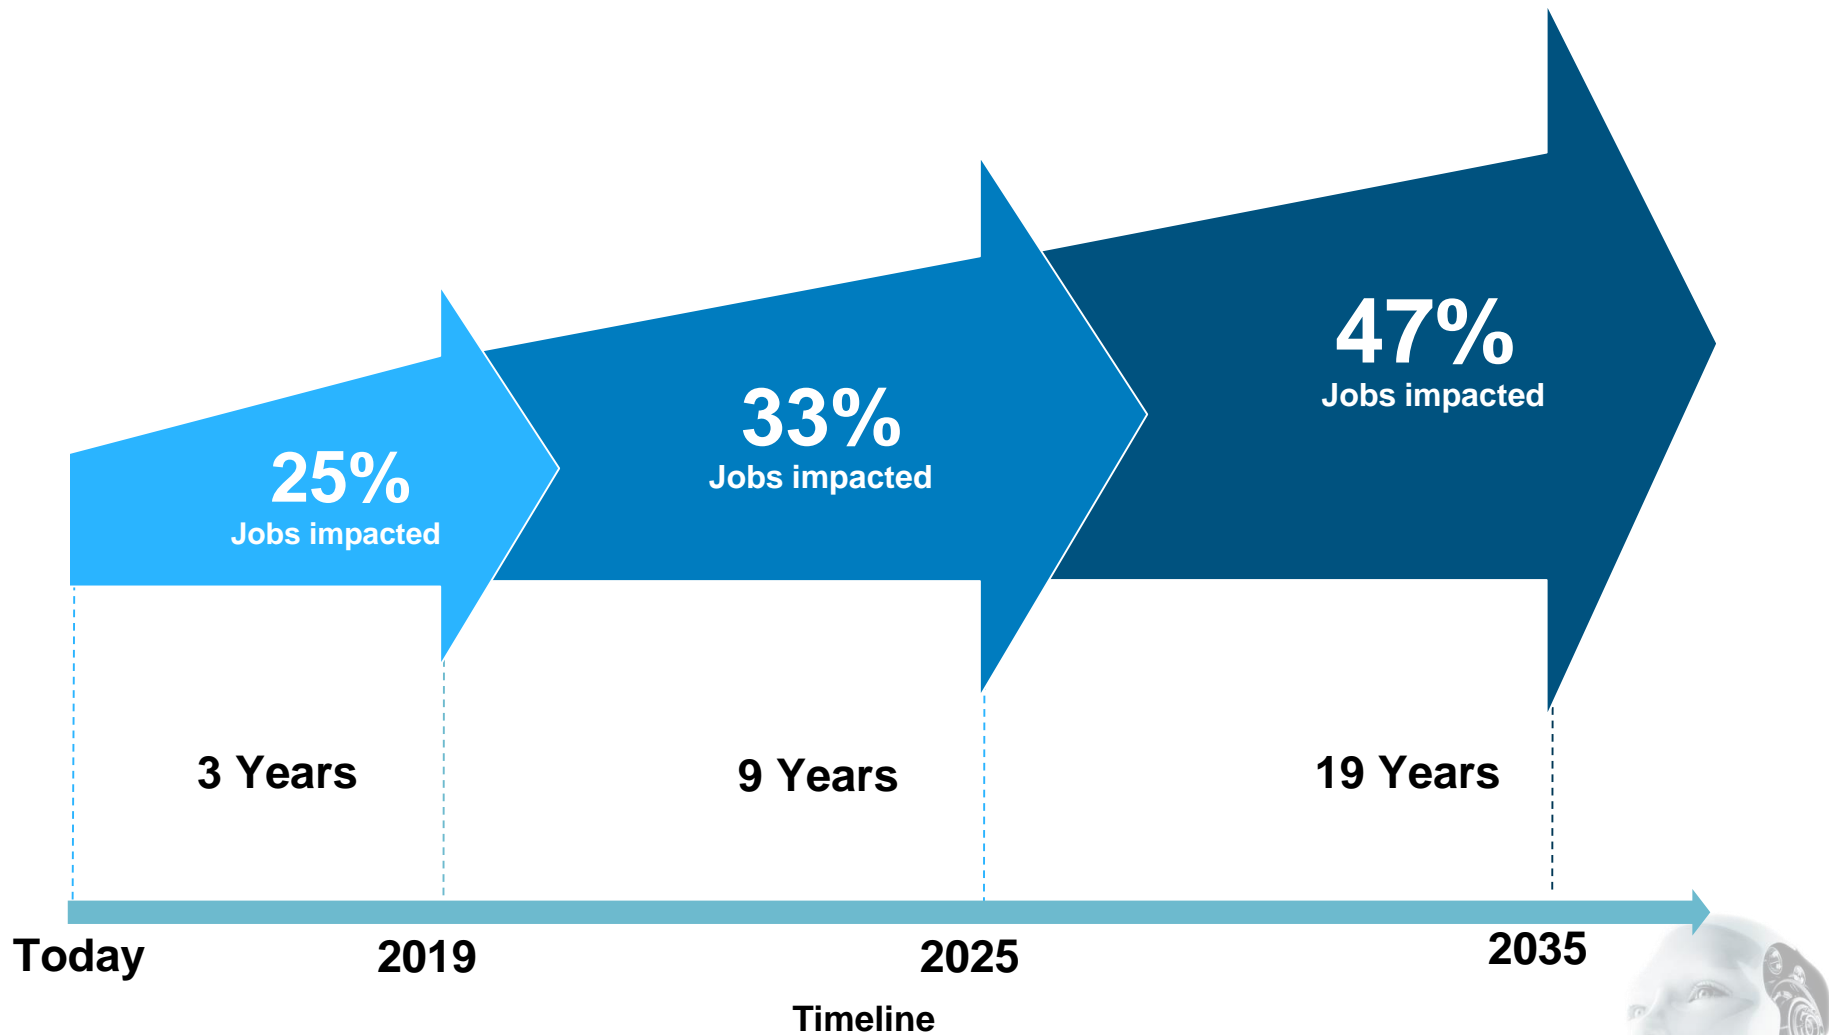 47%
Jobs impacted
33%
Jobs impacted
25%
Jobs impacted
3 Years
9 Years
19 Years
Today
2019
2025
2035
Timeline